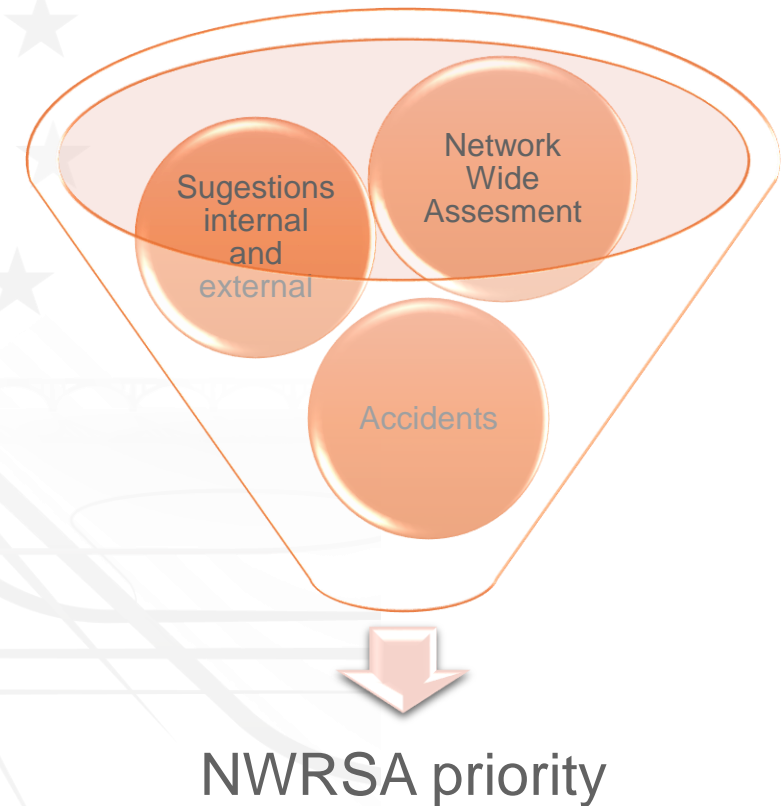 Network
Wide
Assesment
Sugestions
internal
and
external
Accidents
NWRSA priority